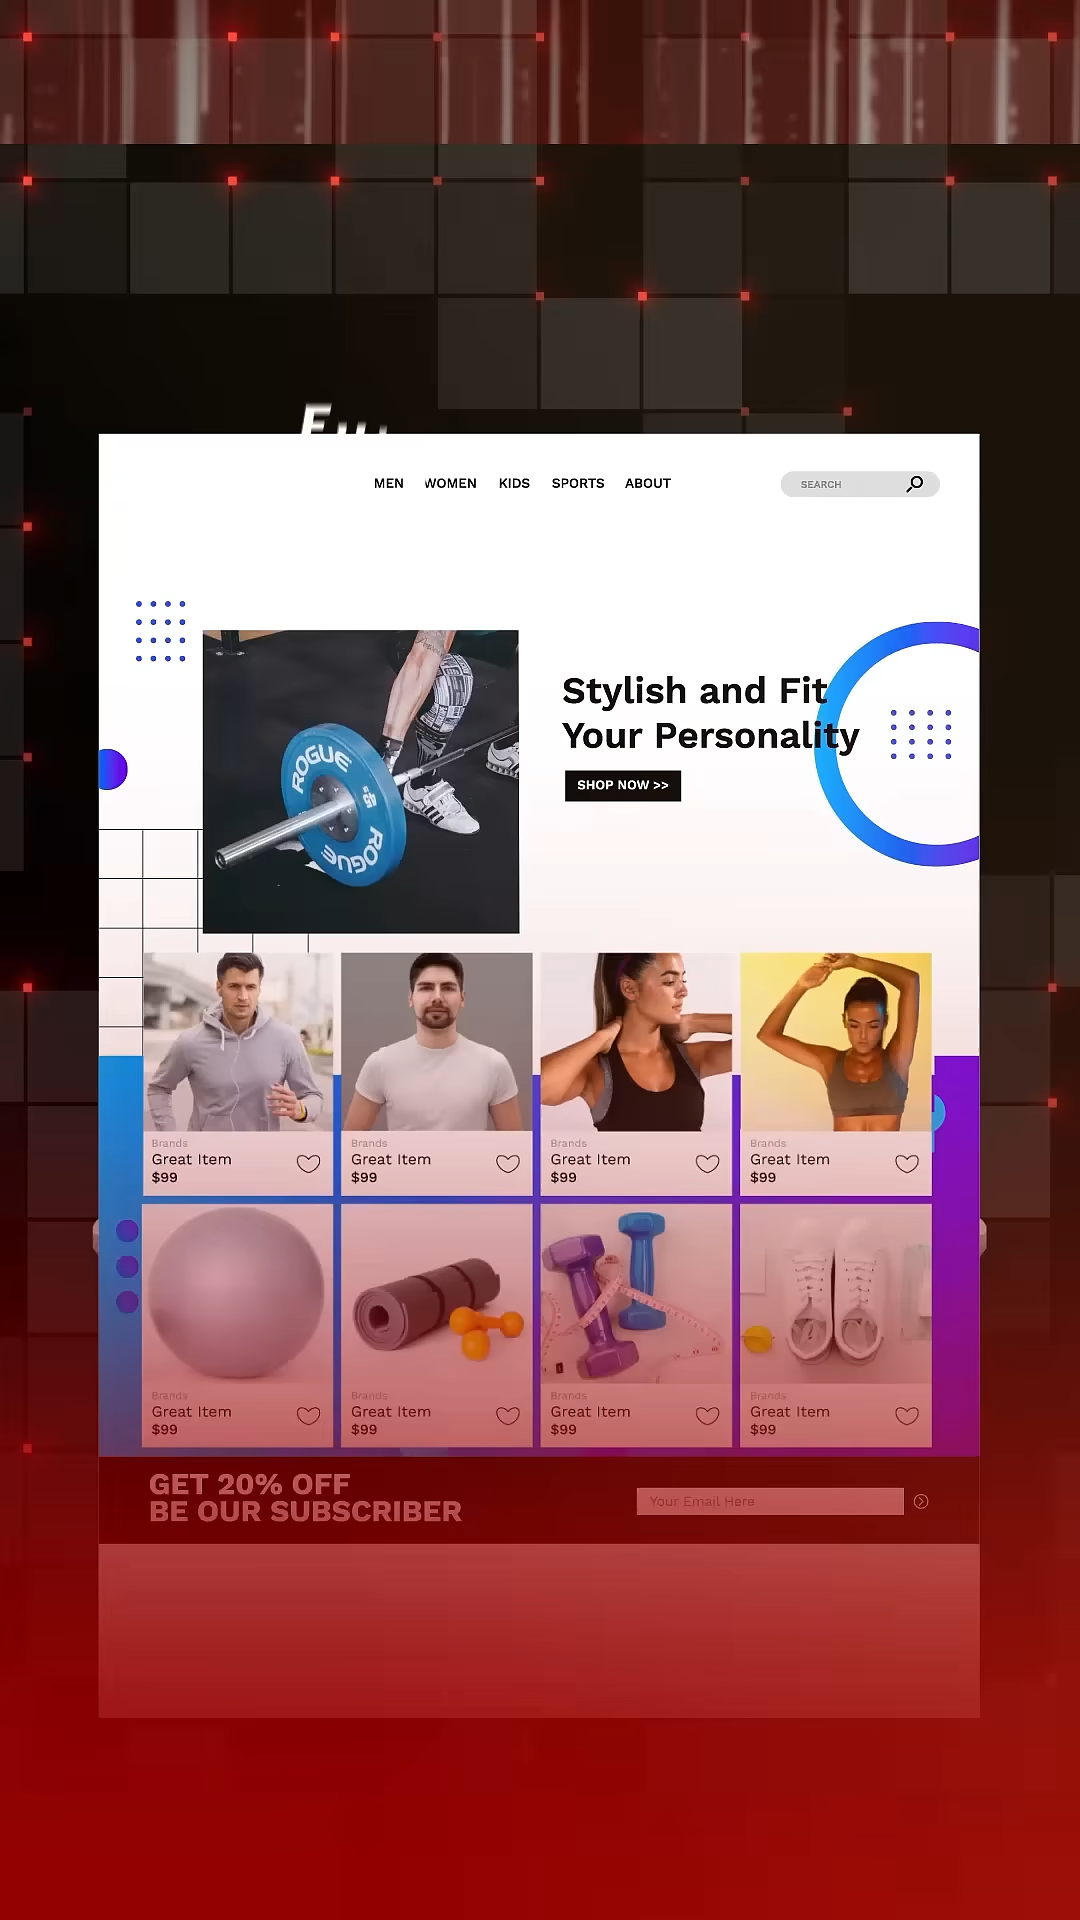 MEN WOMEN KIDS SPORTS ABOUT
SEARCH
ROGUE
ROGUE
Stylish and Fit
Your Personality
SHOP NOW >>
Brands
Great Item
$99
Brands
Great Item
$99
Brands
Great Item
$99
Brands
Great Item
$99
Brands
Great Item
$99
Brands
Great Item
$99
Brands
Great Item
$99
Brands
Great Item
$99
GET 20% OFF
BE OUR SUBSCRIBER
Your Email Here